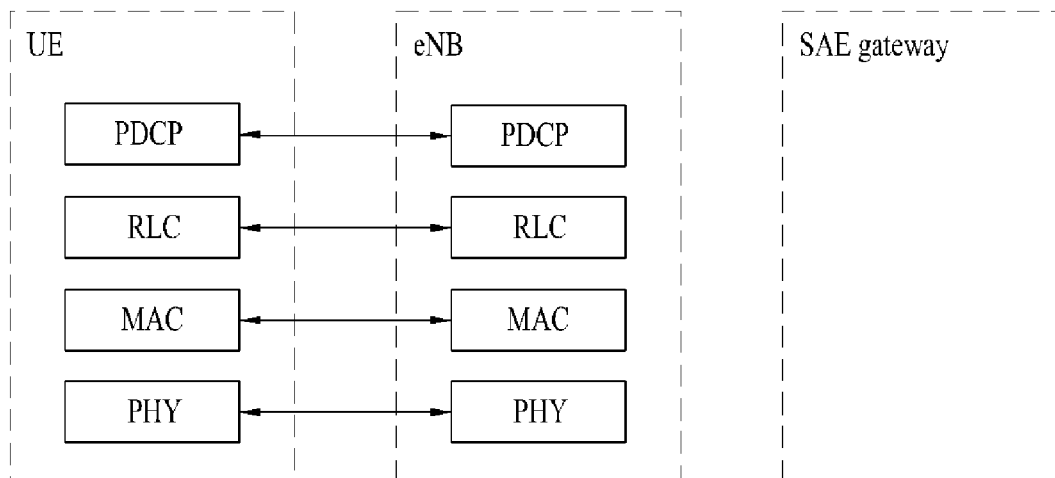 UE
eNB
SAE gateway
PDCP
PDCP
RLC
RLC
MAC
MAC
PHY
PHY